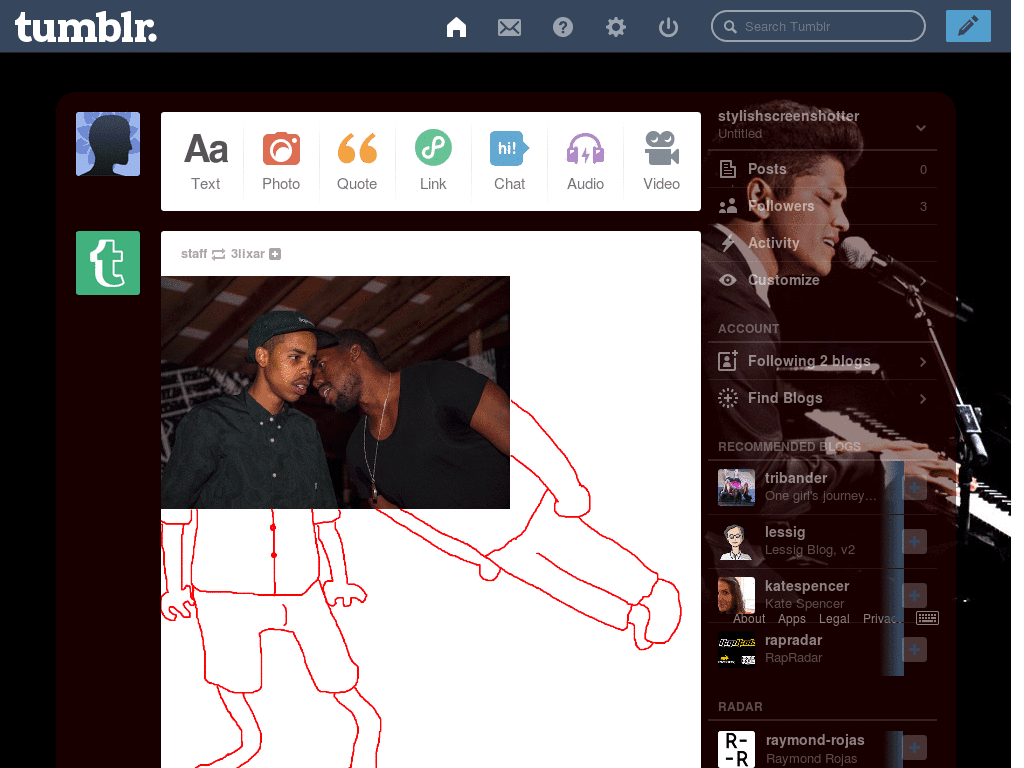 tumblr.
Search Tumblr
Aa
Text
Photo
Quote
Link
hi!
Chat
Audio
Video
staff 3lixar
stylishscreenshotter
Untitled
Posts 0
Followers 3
Activity
Customize
ACCOUNT
Following 2 blogs
Find Blogs
RECOMMENDED BLOGS
tribander
One girl's journey…
lessig
Lessig Blog, v2
katespencer
Kate Spencer
About Apps Legal Privac
rapradar
RapRadar
RADAR
R-
-R
raymond-rojas
Raymond Rojas